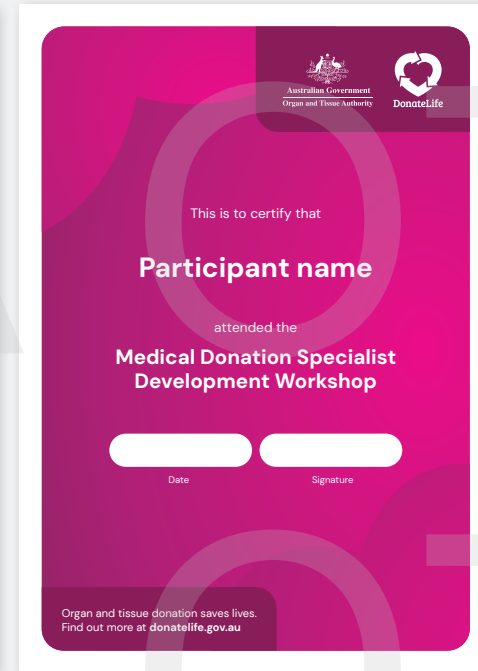 Australian Government
Organ and Tissue Authority
DonateLife
This is to certify that
Participant name
attended the
Medical Donation Specialist
Development Workshop
Date
Signature
Organ and tissue donation saves lives.
Find out more at donatelife.gov.au